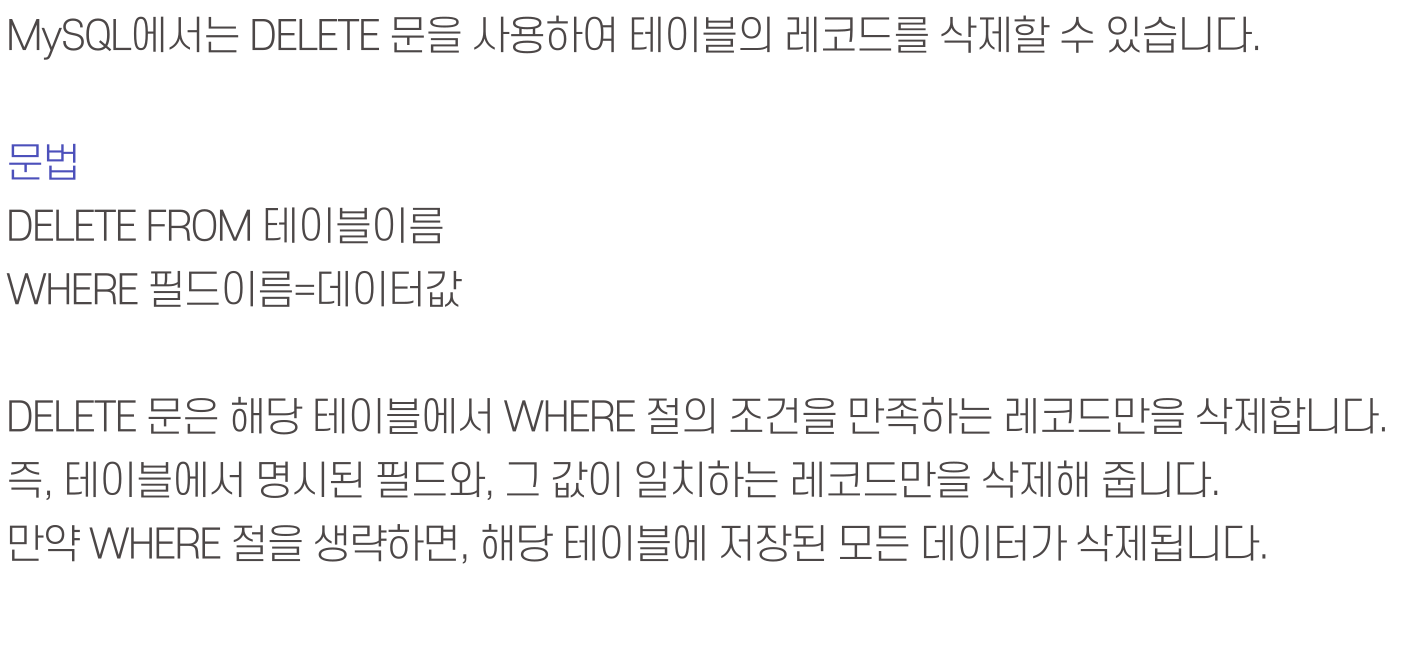 MySQL에서는 DELETE 문을 사용하여 테이블의 레코드를 삭제할 수 있습니다.
문법
DELETE FROM 테이블이름
WHERE 필드이름=데이터값
DELETE 문은 해당 테이블에서 WHERE 절의 조건을 만족하는 레코드만을 삭제합니다.
즉, 테이블에서 명시된 필드와, 그 값이 일치하는 레코드만을 삭제해 줍니다.
만약 WHERE 절을 생략하면, 해당 테이블에 저장된 모든 데이터가 삭제됩니다.